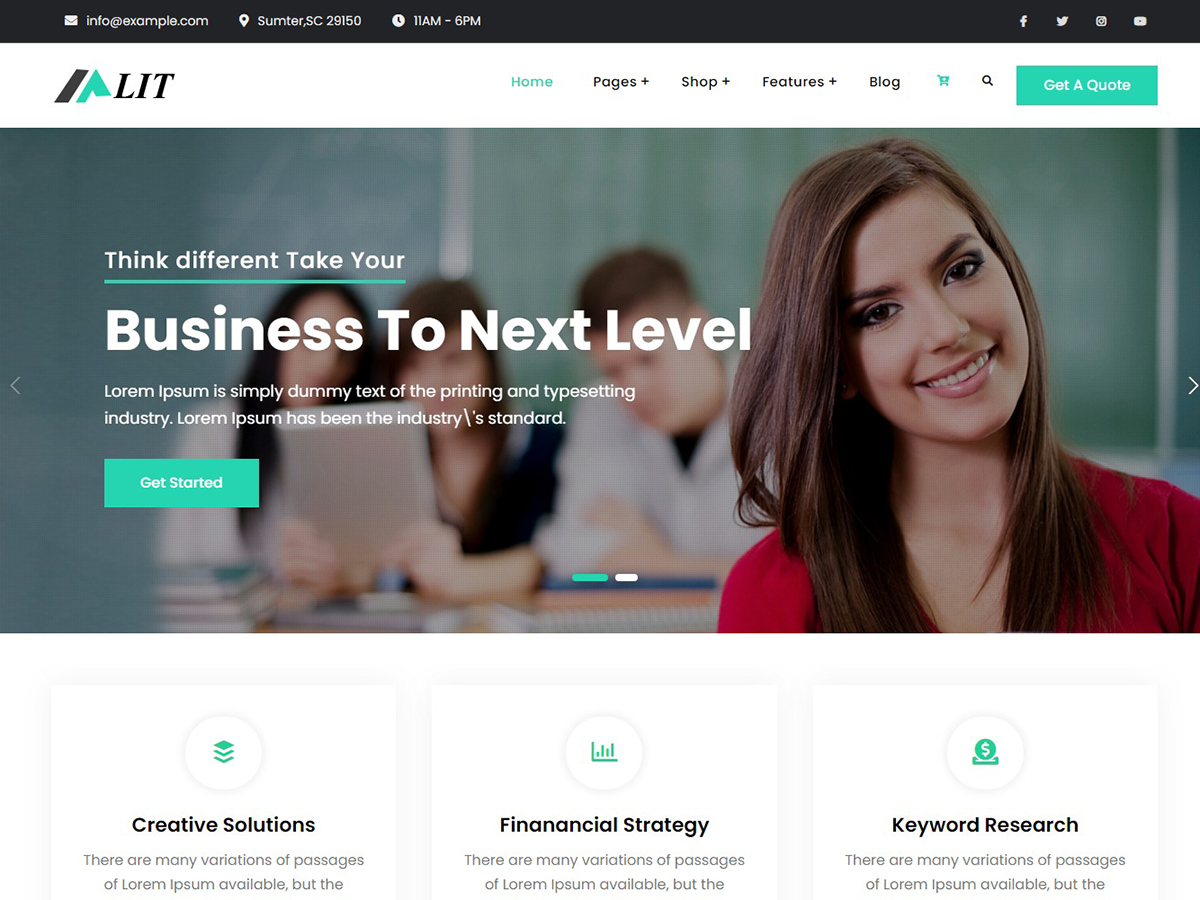 info@example.com Sumter,SC 29150 11AM - 6PM
LIT
Home Pages + Shop + Features + Blog Get A Quote
Think different Take Your
Business To Next Level
Lorem Ipsum is simply dummy text of the printing and typesetting
industry. Lorem Ipsum has been the industry\'s standard.
Get Started
Creative Solutions
There are many variations of passages
of Lorem Ipsum available, but the
Finanancial Strategy
There are many variations of passages
of Lorem Ipsum available, but the
Keyword Research
There are many variations of passages
of Lorem Ipsum available, but the